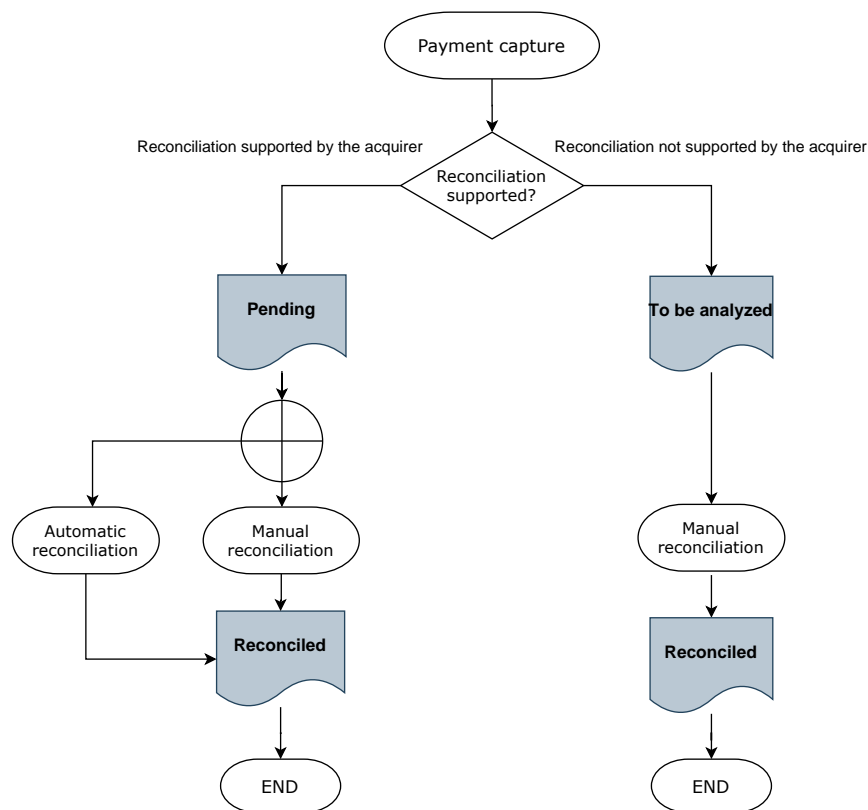 Payment capture
Reconciliation supported by the acquirer
Reconciliation not supported by the acquirer
Reconciliation
supported?
Pending
To be analyzed
Automatic
reconciliation
Manual
reconciliation
Manual
reconciliation
Reconciled
Reconciled
END
END